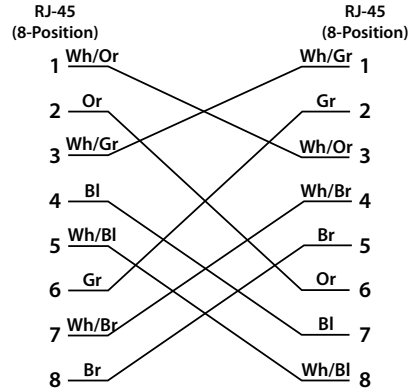 RJ-45 RJ-45
(8-Position) (8-Position)
1 Wh/Or Wh/Gr 1
2 Or Gr 2
3 Wh/Gr Wh/Or 3
4 Bl Wh/Br 4
5 Wh/Bl Br 5
6 Gr Or 6
7 Wh/Br Bl 7
8 Br Wh/Bl 8